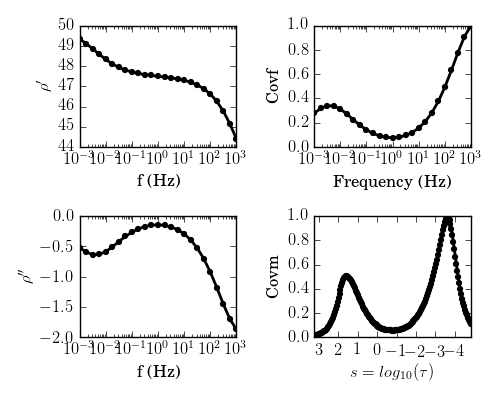 50
49
48
47
46
45
44
ρ′
10⁻³ 10⁻² 10⁻¹ 10⁰ 10¹ 10² 10³
f (Hz)
1.0
0.8
0.6
0.4
0.2
0.0
Covf
10⁻³ 10⁻² 10⁻¹ 10⁰ 10¹ 10² 10³
Frequency (Hz)
0.0
−0.5
−1.0
−1.5
−2.0
ρ″
10⁻³ 10⁻² 10⁻¹ 10⁰ 10¹ 10² 10³
f (Hz)
1.0
0.8
0.6
0.4
0.2
0.0
Covm
3 2 1 0 −1 −2 −3 −4
s = log₁₀(τ)